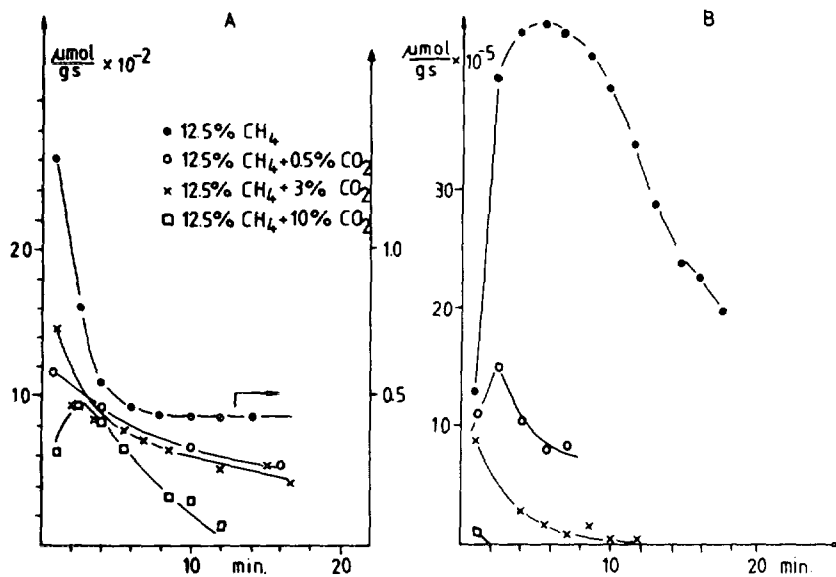 A
μmol/gs × 10⁻²
● 12.5% CH₄
○ 12.5% CH₄+0.5% CO₂
× 12.5% CH₄+3% CO₂
□ 12.5% CH₄+10% CO₂
20
10
1.0
0.5
10
20
min.
B
μmol/gs × 10⁻⁵
30
20
10
10
20
min.